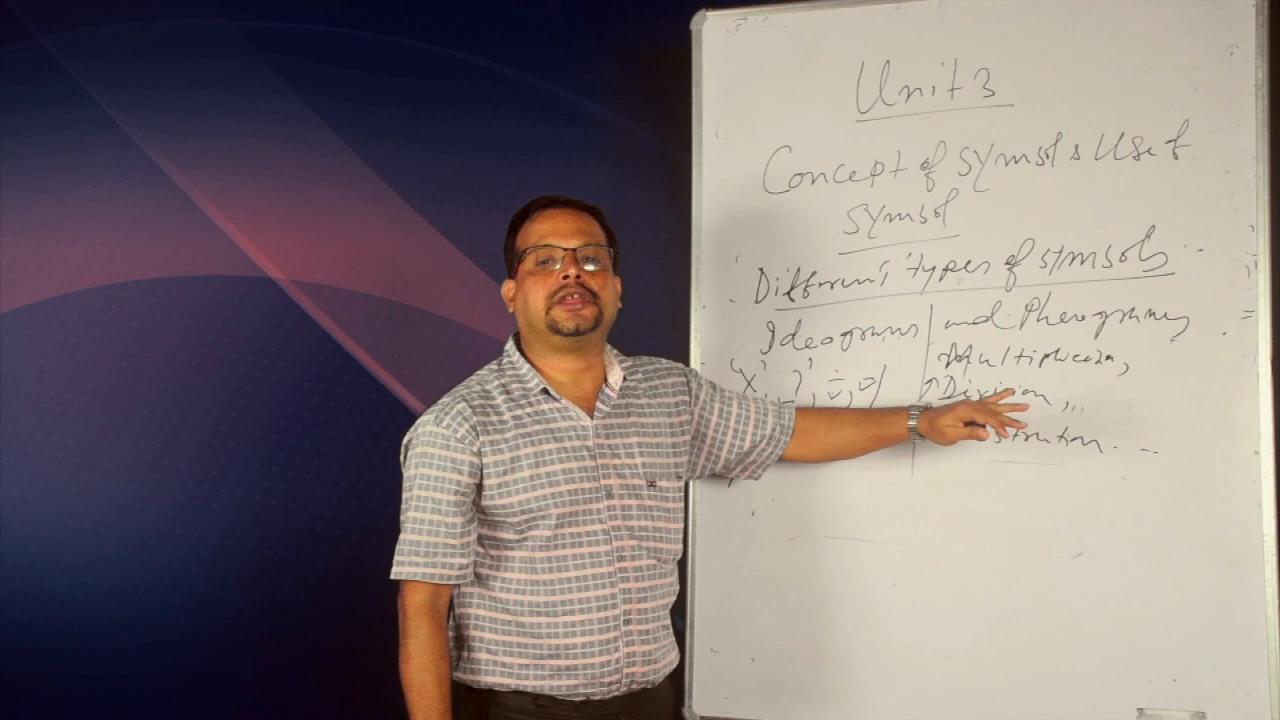 Unit 3
Concept of symbol & Use of
symbol
Different types of symbols
Ideograms and Phonograms
Multiplication,
'X', '-',
Division,